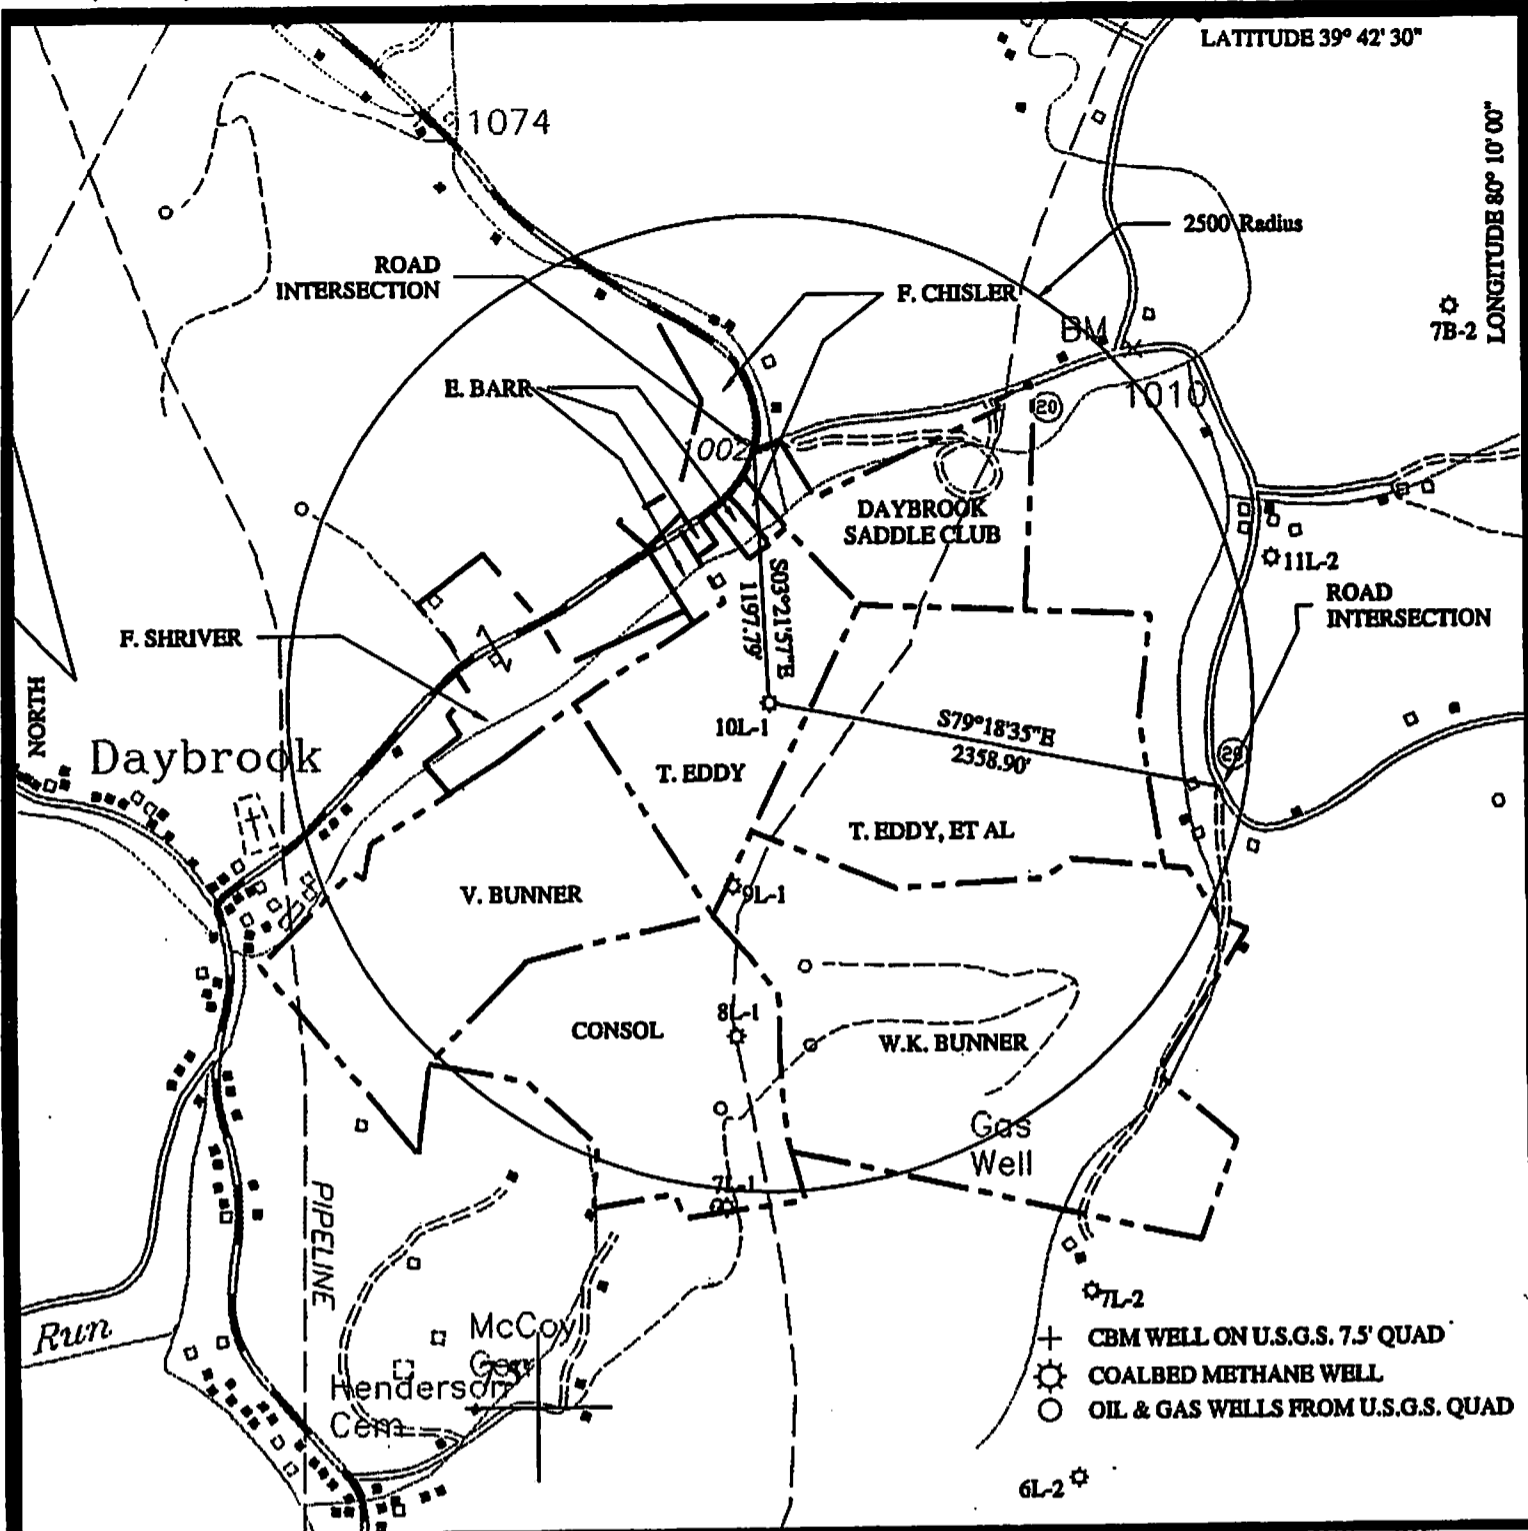 LATITUDE 39° 42' 30"
LONGITUDE 80° 10' 00"
1074
2500 Radius
ROAD
INTERSECTION
F. CHISLER
7B-2
BM
E. BARR
1010
20
1002
DAYBROOK
SADDLE CLUB
11L-2
ROAD
INTERSECTION
S03°21'57"E
1197.79'
F. SHRIVER
NORTH
10L-1
S79°18'35"E
2358.90'
Daybrook
T. EDDY
T. EDDY, ET AL
V. BUNNER
9L-1
8L-1
CONSOL
W.K. BUNNER
Gas
Well
7L-1
PIPELINE
7L-2
Run
McCoy
Henderson
Cem
CBM WELL ON U.S.G.S. 7.5' QUAD
COALBED METHANE WELL
OIL & GAS WELLS FROM U.S.G.S. QUAD
6L-2